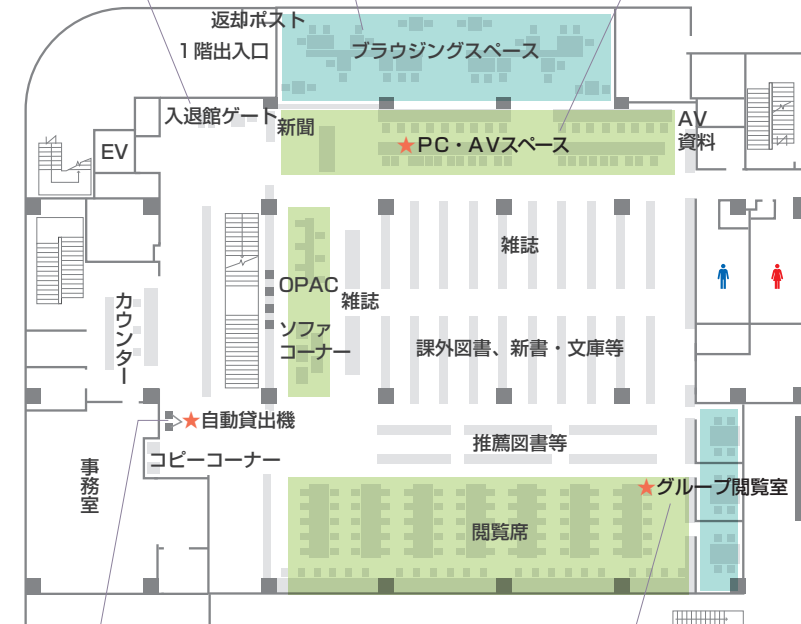 返却ポスト
1階出入口
ブラウジングスペース
入退館ゲート
新聞
★PC・AVスペース
AV
資料
EV
雑誌
OPAC
雑誌
カウンター
ソファ
コーナー
課外図書、新書・文庫等
★自動貸出機
推薦図書等
コピーコーナー
事務室
★グループ閲覧室
閲覧席